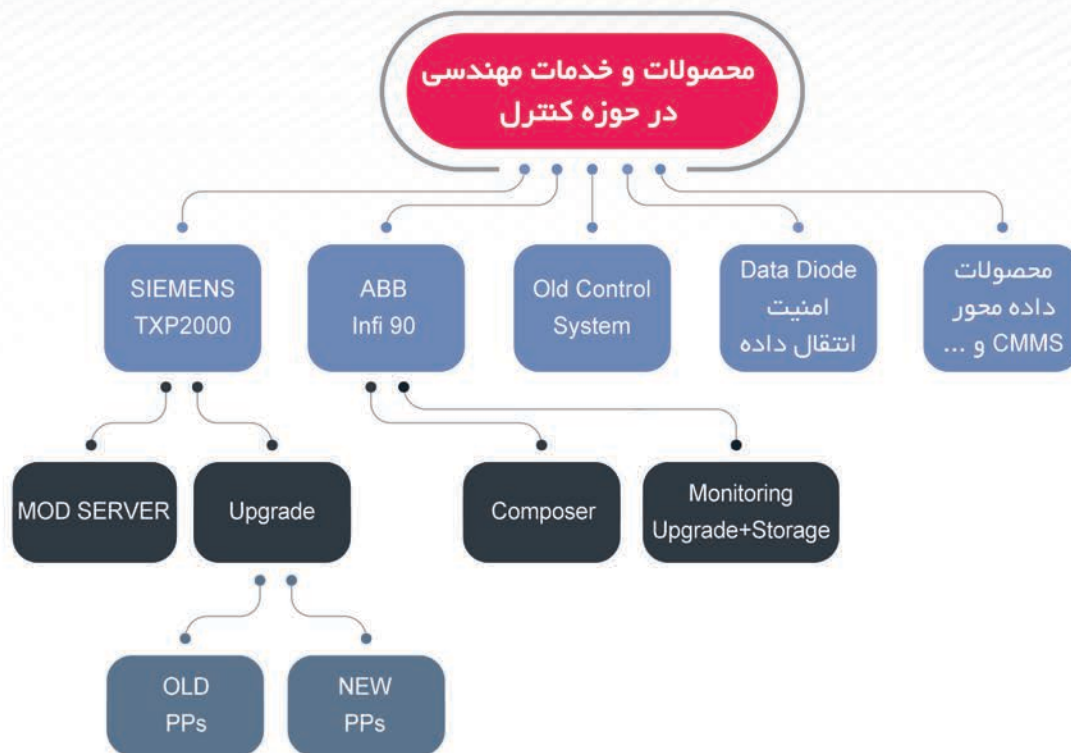 محصولات و خدمات مهندسی
در حوزه کنترل
SIEMENS
TXP2000
ABB
Infi 90
Old Control
System
Data Diode
امنیت
انتقال داده
محصولات
داده محور
CMMS و ...
MOD SERVER
Upgrade
Composer
Monitoring
Upgrade+Storage
OLD
PPs
NEW
PPs